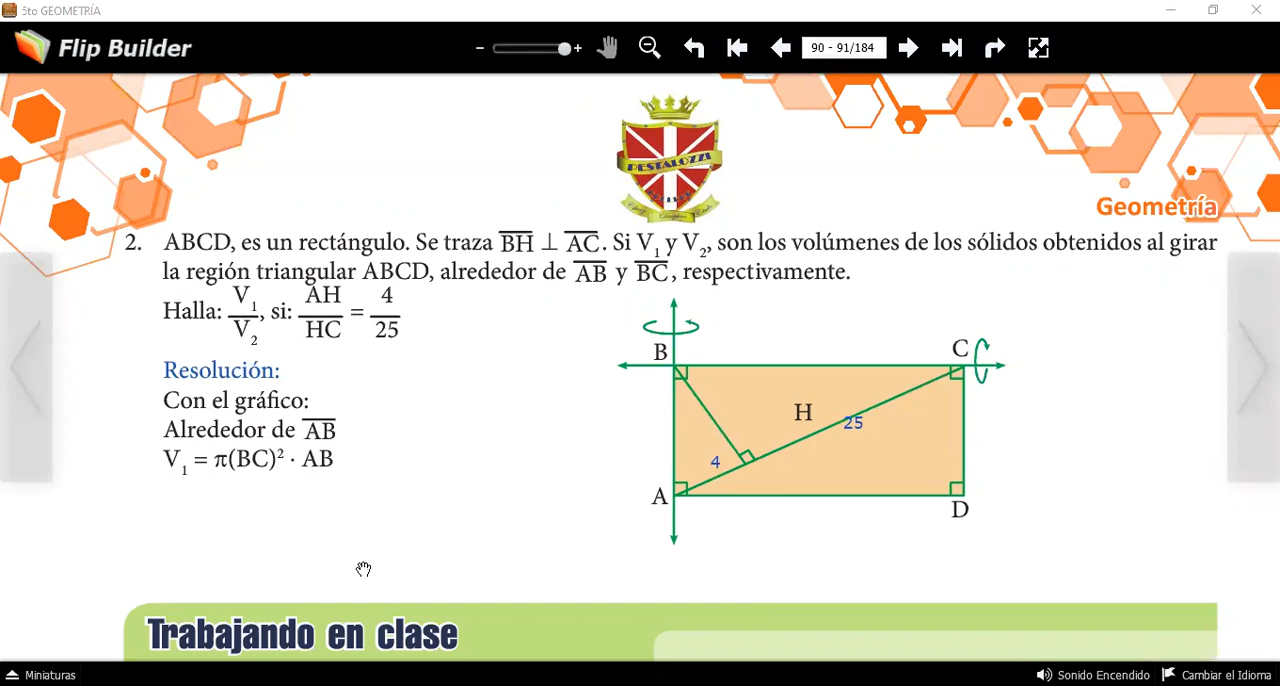 5to GEOMETRÍA
Flip Builder
90 - 91/184
PESTALOZZI
Geometría
2. ABCD, es un rectángulo. Se traza BH ⊥ AC. Si V₁ y V₂, son los volúmenes de los sólidos obtenidos al girar
la región triangular ABCD, alrededor de AB y BC, respectivamente.
Halla: V₁/V₂, si: AH/HC = 4/25
Resolución:
Con el gráfico:
Alrededor de AB
V₁ = π(BC)² · AB
B
C
H
25
4
A
D
Trabajando en clase
Miniaturas
Sonido Encendido
Cambiar el Idioma